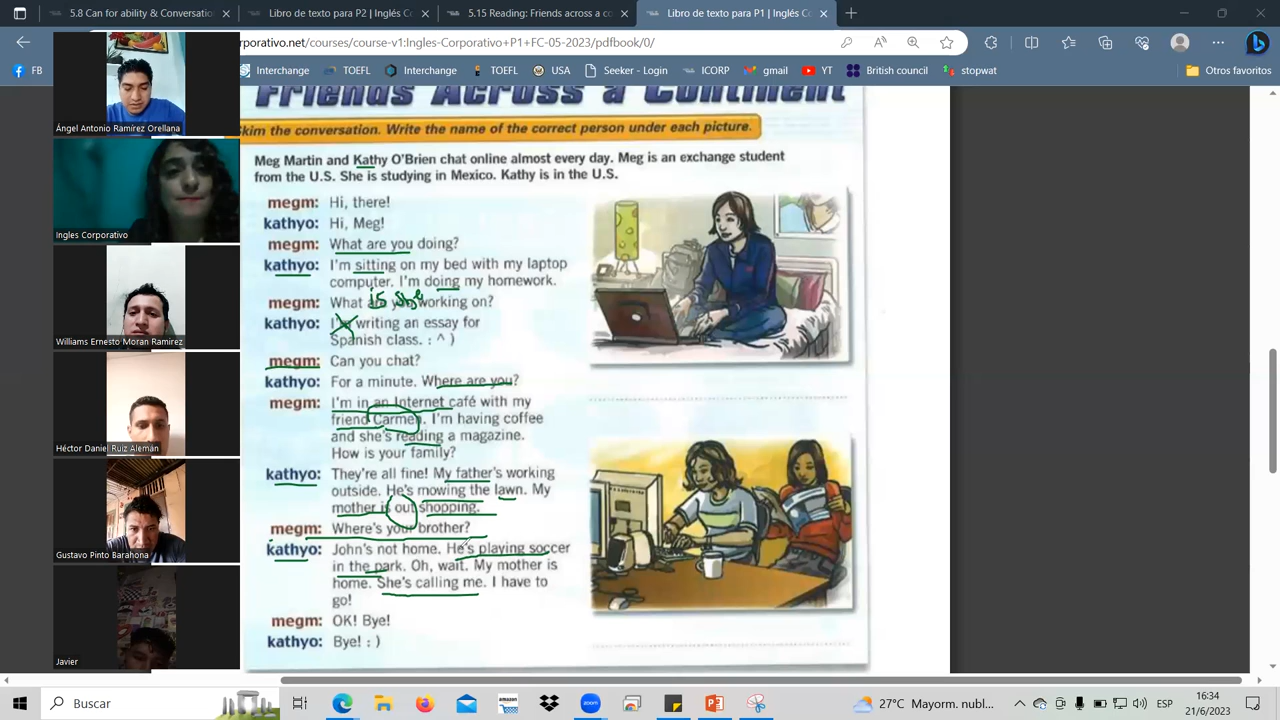 Libro de texto para P2 | Inglés C
5.15 Reading: Friends across a co
Libro de texto para P1 | Inglés C
orporativo.net/courses/course-v1:Ingles-Corporativo+P1+FC-05-2023/pdfbook/0/
FB
Interchange
TOEFL
Interchange
TOEFL
USA
Seeker - Login
ICORP
gmail
YT
British council
stopwat
Otros favoritos
Friends Across a Continent
Skim the conversation. Write the name of the correct person under each picture.
Meg Martin and Kathy O'Brien chat online almost every day. Meg is an exchange student
from the U.S. She is studying in Mexico. Kathy is in the U.S.
megm: Hi, there!
kathyo: Hi, Meg!
megm: What are you doing?
kathyo: I'm sitting on my bed with my laptop
computer. I'm doing my homework.
is she
megm: What are you working on?
kathyo: I'm writing an essay for
Spanish class. : ^ )
megm: Can you chat?
kathyo: For a minute. Where are you?
megm: I'm in an Internet café with my
friend Carmen. I'm having coffee
and she's reading a magazine.
How is your family?
kathyo: They're all fine! My father's working
outside. He's mowing the lawn. My
mother is out shopping.
megm: Where's your brother?
kathyo: John's not home. He's playing soccer
in the park. Oh, wait. My mother is
home. She's calling me. I have to
go!
megm: OK! Bye!
kathyo: Bye! : )
Ángel Antonio Ramírez Orellana
Ingles Corporativo
Williams Ernesto Moran Ramirez
Héctor Daniel Ruiz Alemán
Gustavo Pinto Barahona
Javier
5.8
Buscar
amazon
27°C Mayorm. nubl...
ESP
16:34
21/6/2023